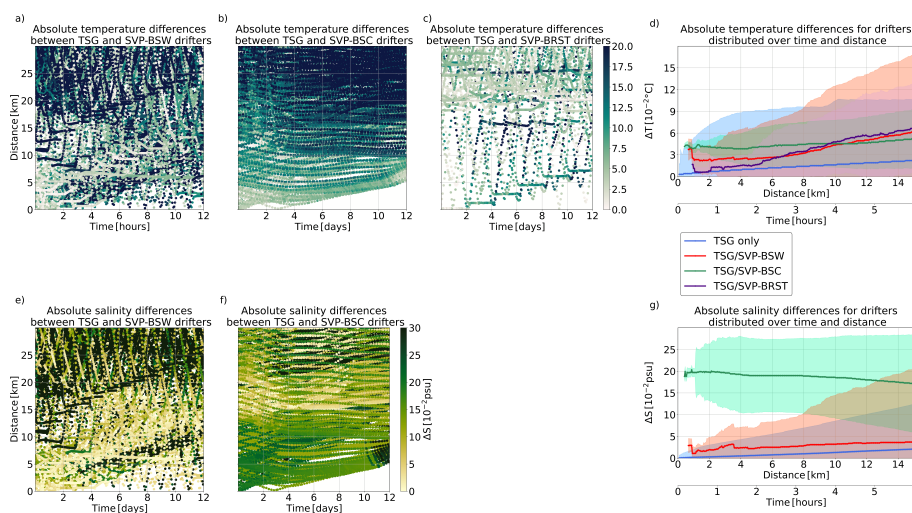 a)
Absolute temperature differences
between TSG and SVP-BSW drifters
b)
Absolute temperature differences
between TSG and SVP-BSC drifters
c)
Absolute temperature differences
between TSG and SVP-BRST drifters
d)
Absolute temperature differences for drifters
distributed over time and distance
Distance [km]
25
20
15
10
5
0
2 4 6 8 10 12
Time [hours]
2 4 6 8 10 12
Time [days]
2 4 6 8 10 12
Time [days]
20.0
17.5
15.0
12.5
10.0
7.5
5.0
2.5
0.0
ΔT [10⁻²°C]
15
12
9
6
3
0
0 1 2 4 6 8 10 12 14
Distance [km]
0 1 2 3 4 5
Time [hours]
TSG only
TSG/SVP-BSW
TSG/SVP-BSC
TSG/SVP-BRST
e)
Absolute salinity differences
between TSG and SVP-BSW drifters
f)
Absolute salinity differences
between TSG and SVP-BSC drifters
g)
Absolute salinity differences for drifters
distributed over time and distance
Distance [km]
25
20
15
10
5
0
2 4 6 8 10 12
Time [days]
2 4 6 8 10 12
Time [days]
30
25
20
15
10
5
0
ΔS [10⁻²psu]
ΔS [10⁻²psu]
30
25
20
15
10
5
0
0 2 4 6 8 10 12 14
Distance [km]
0 1 2 3 4 5
Time [hours]